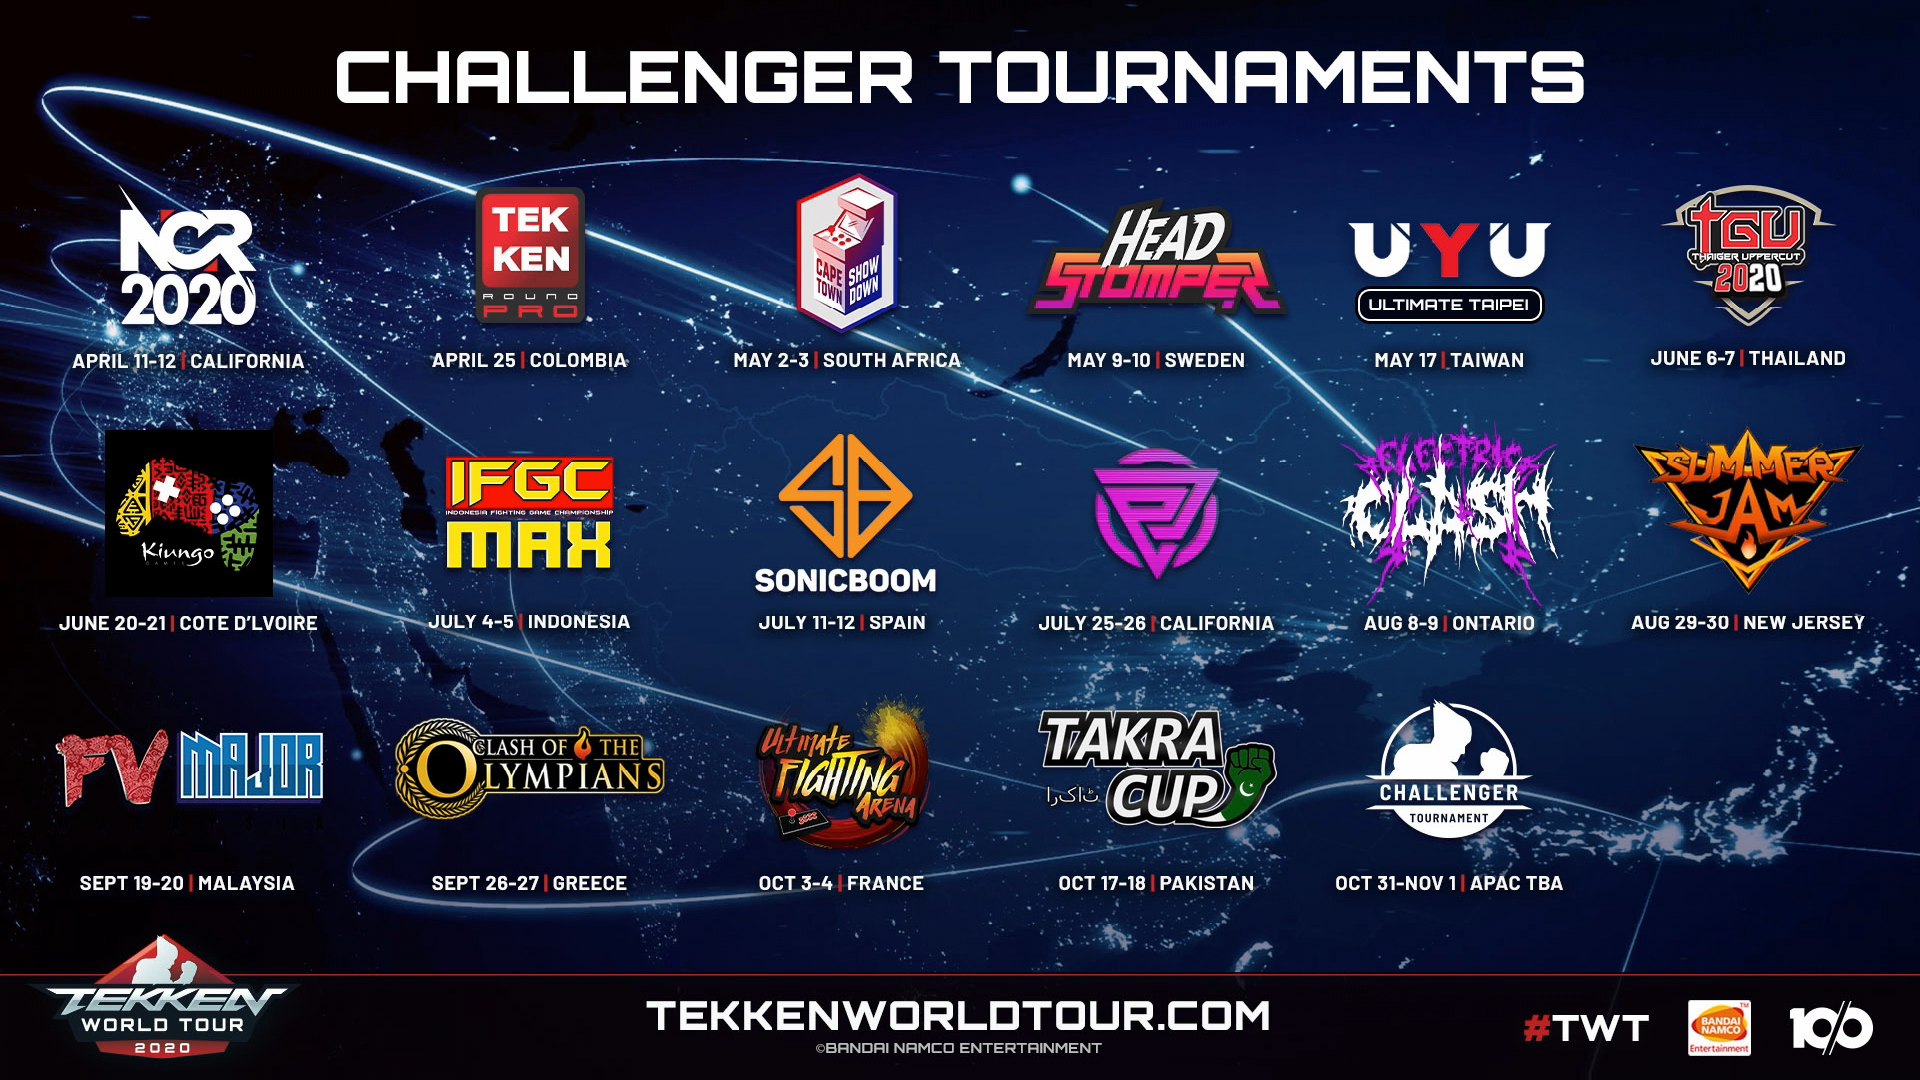 CHALLENGER TOURNAMENTS
NCR
2020
APRIL 11-12 | CALIFORNIA
TEK
KEN
ROUND
PRO
APRIL 25 | COLOMBIA
CAPE TOWN
SHOW DOWN
MAY 2-3 | SOUTH AFRICA
HEAD
STOMPER
MAY 9-10 | SWEDEN
UYU
ULTIMATE TAIPEI
MAY 17 | TAIWAN
TGU
THAIGER UPPERCUT
2020
JUNE 6-7 | THAILAND
Kiungo
GAMES
JUNE 20-21 | COTE D'LVOIRE
IFGC
INDONESIA FIGHTING GAME CHAMPIONSHIP
MAX
JULY 4-5 | INDONESIA
SB
SONICBOOM
JULY 11-12 | SPAIN
JULY 25-26 | CALIFORNIA
ELECTRIC
CLASH
AUG 8-9 | ONTARIO
SUMMER
JAM
AUG 29-30 | NEW JERSEY
FV MAJOR
SEPT 19-20 | MALAYSIA
CLASH OF THE
OLYMPIANS
SEPT 26-27 | GREECE
Ultimate
FIGHTING
ARENA
OCT 3-4 | FRANCE
TAKRA
CUP
ٹاکرا
OCT 17-18 | PAKISTAN
CHALLENGER
TOURNAMENT
OCT 31-NOV 1 | APAC TBA
TEKKEN
WORLD TOUR
2020
TEKKENWORLDTOUR.COM
©BANDAI NAMCO ENTERTAINMENT
#TWT
BANDAI
NAMCO
Entertainment
TM
100